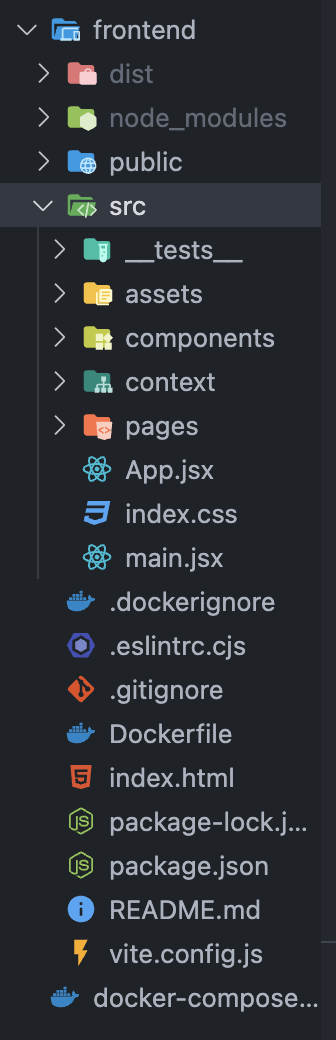 frontend
dist
node_modules
public
src
__tests__
assets
components
context
pages
App.jsx
index.css
main.jsx
.dockerignore
.eslintrc.cjs
.gitignore
Dockerfile
index.html
package-lock.j...
package.json
README.md
vite.config.js
docker-compose...